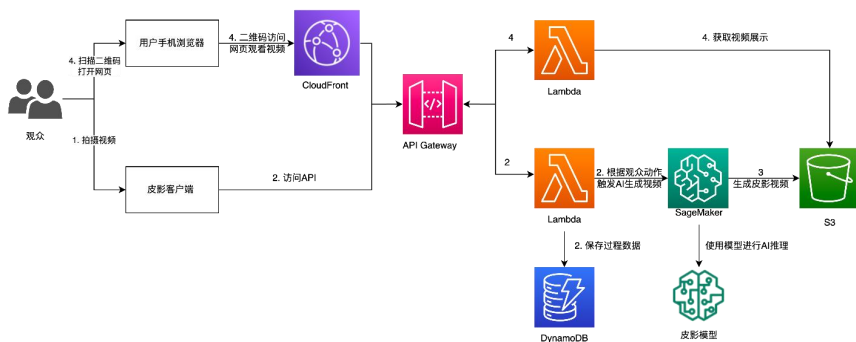 用户手机浏览器
4. 二维码访问
网页观看视频
CloudFront
4. 扫描二维码
打开网页
观众
1. 拍摄视频
皮影客户端
2. 访问API
API Gateway
4
Lambda
4. 获取视频展示
2
Lambda
2. 根据观众动作
触发AI生成视频
SageMaker
3
生成皮影视频
S3
2. 保存过程数据
使用模型进行AI推理
DynamoDB
皮影模型